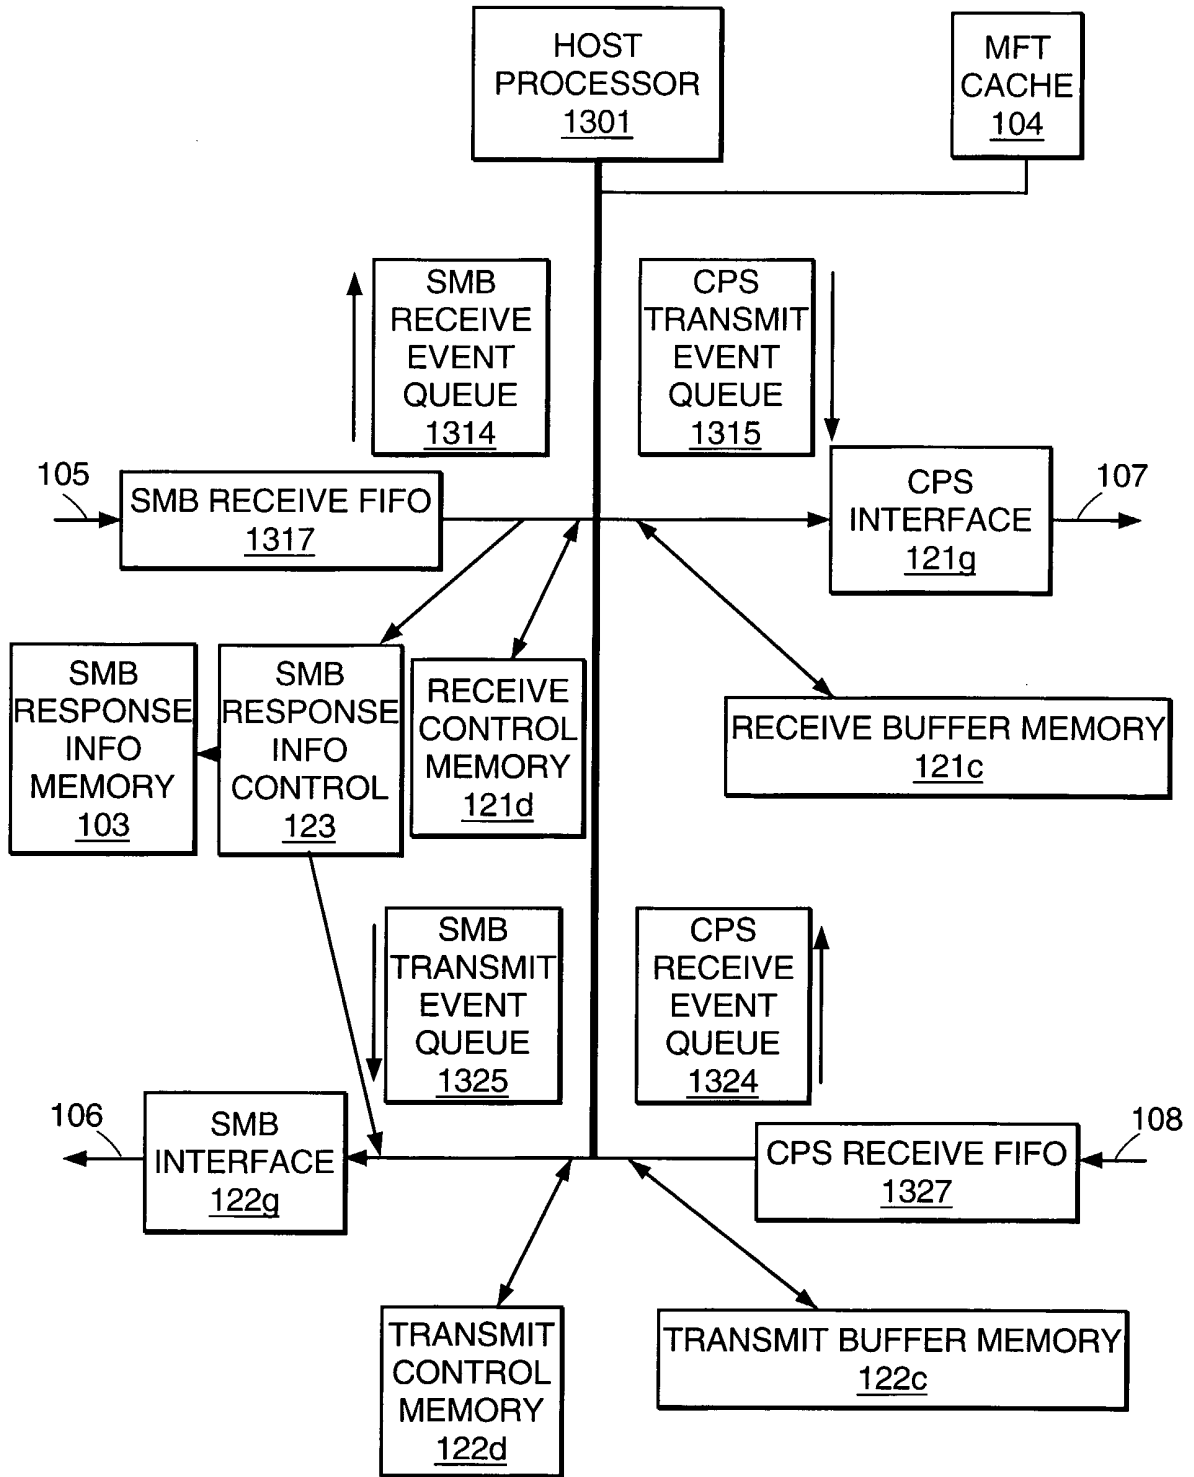 HOST
PROCESSOR
1301
MFT
CACHE
104
SMB
RECEIVE
EVENT
QUEUE
1314
CPS
TRANSMIT
EVENT
QUEUE
1315
105
SMB RECEIVE FIFO
1317
CPS
INTERFACE
121g
107
SMB
RESPONSE
INFO
MEMORY
103
SMB
RESPONSE
INFO
CONTROL
123
RECEIVE
CONTROL
MEMORY
121d
RECEIVE BUFFER MEMORY
121c
SMB
TRANSMIT
EVENT
QUEUE
1325
CPS
RECEIVE
EVENT
QUEUE
1324
106
SMB
INTERFACE
122g
CPS RECEIVE FIFO
1327
108
TRANSMIT
CONTROL
MEMORY
122d
TRANSMIT BUFFER MEMORY
122c